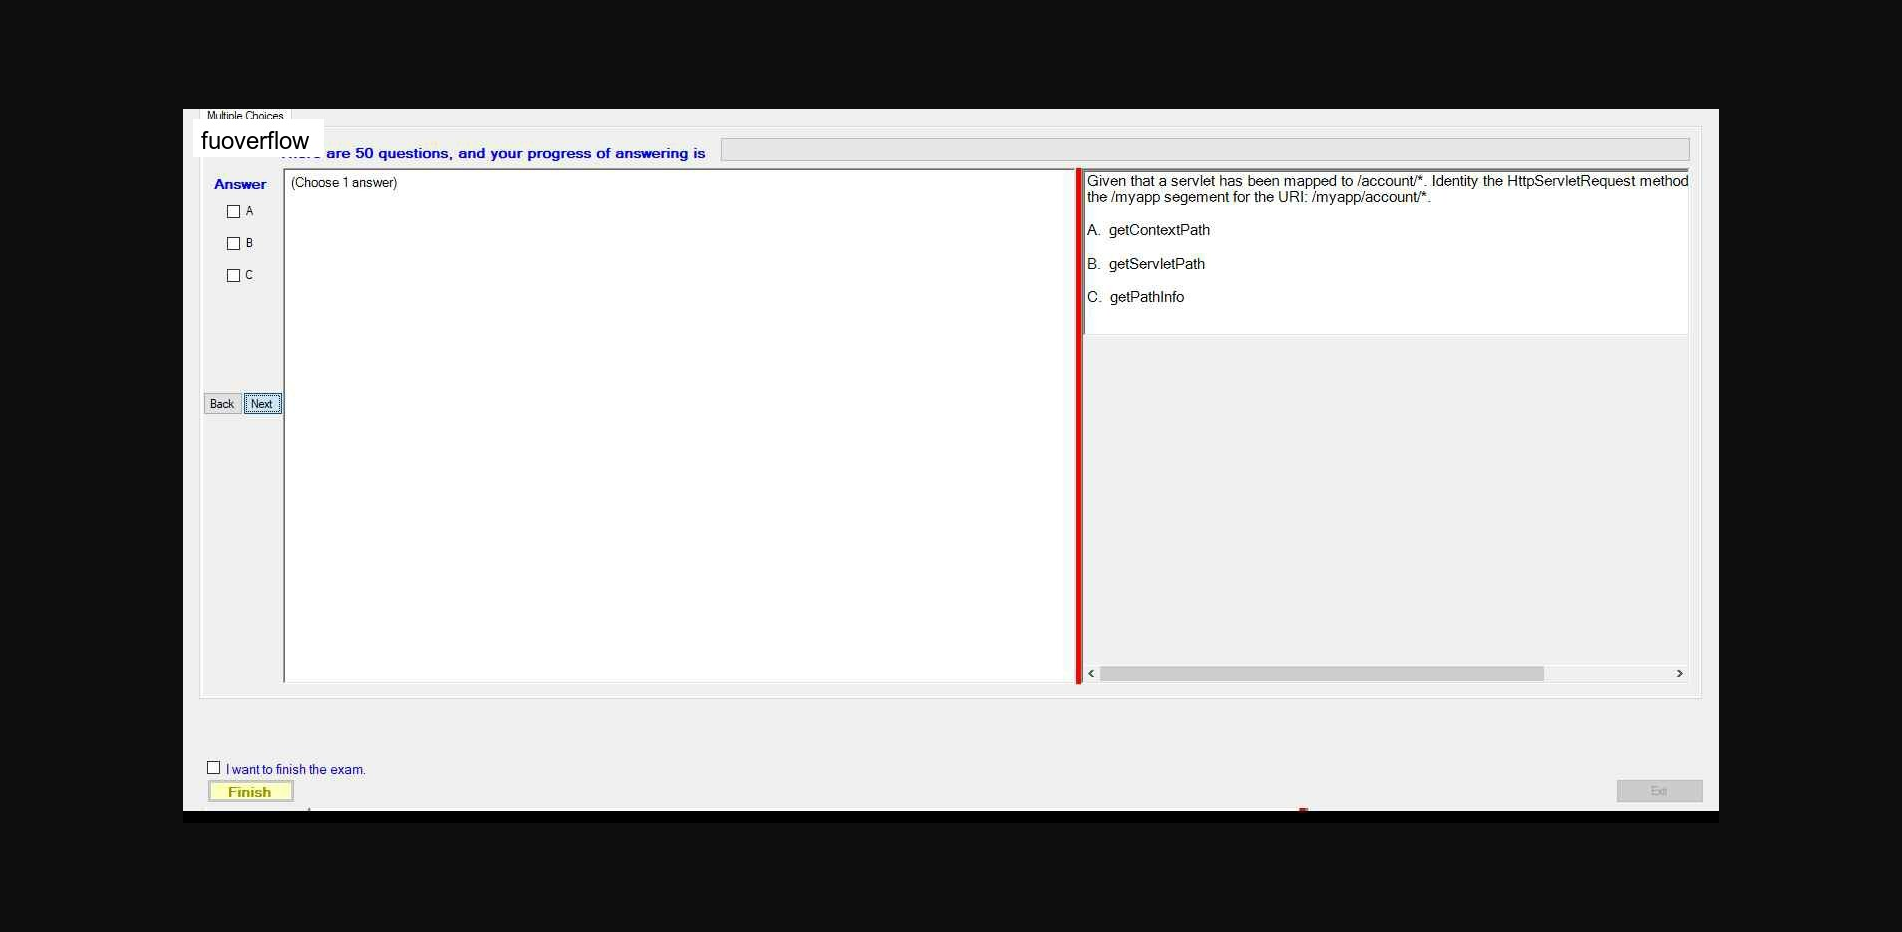 Multiple Choices
fuoverflow
are 50 questions, and your progress of answering is
Answer
(Choose 1 answer)
A
B
C
Back
Next
Given that a servlet has been mapped to /account/*. Identity the HttpServletRequest method
the /myapp segement for the URI: /myapp/account/*.
A. getContextPath
B. getServletPath
C. getPathInfo
I want to finish the exam.
Finish
Exit